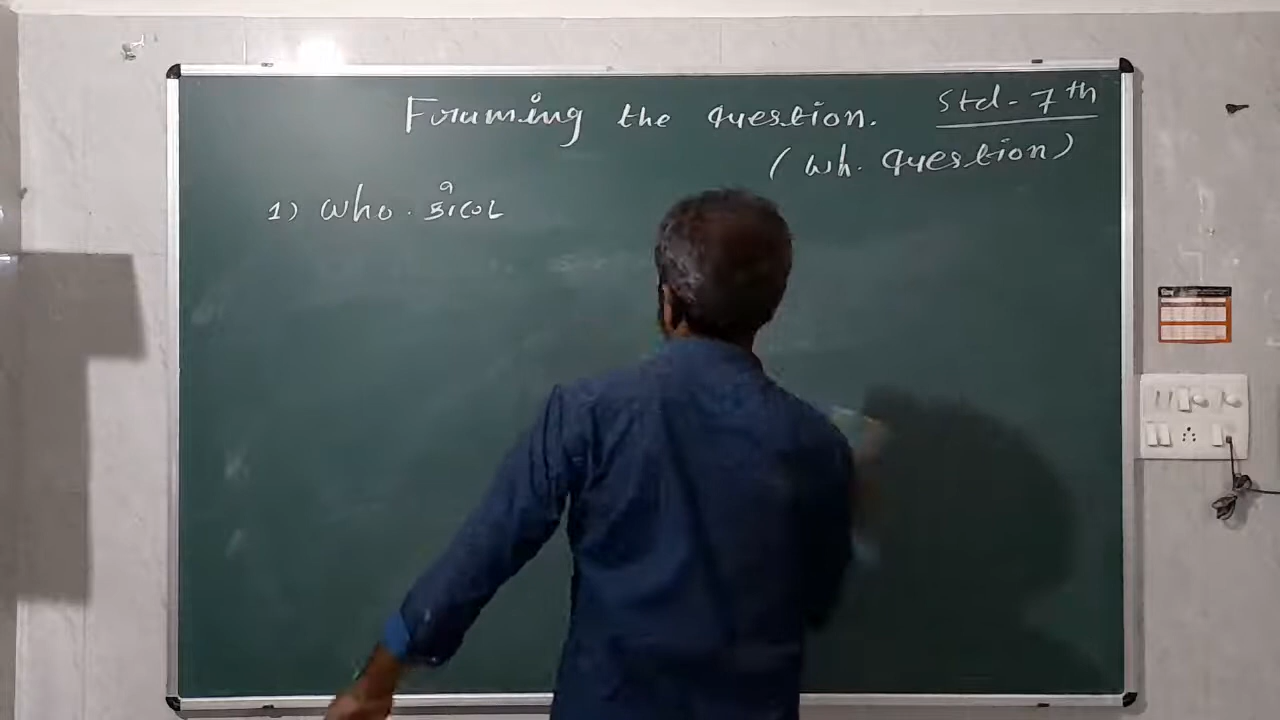 Framing the question. Std - 7th
(Wh. question)
1) Who. કોણ